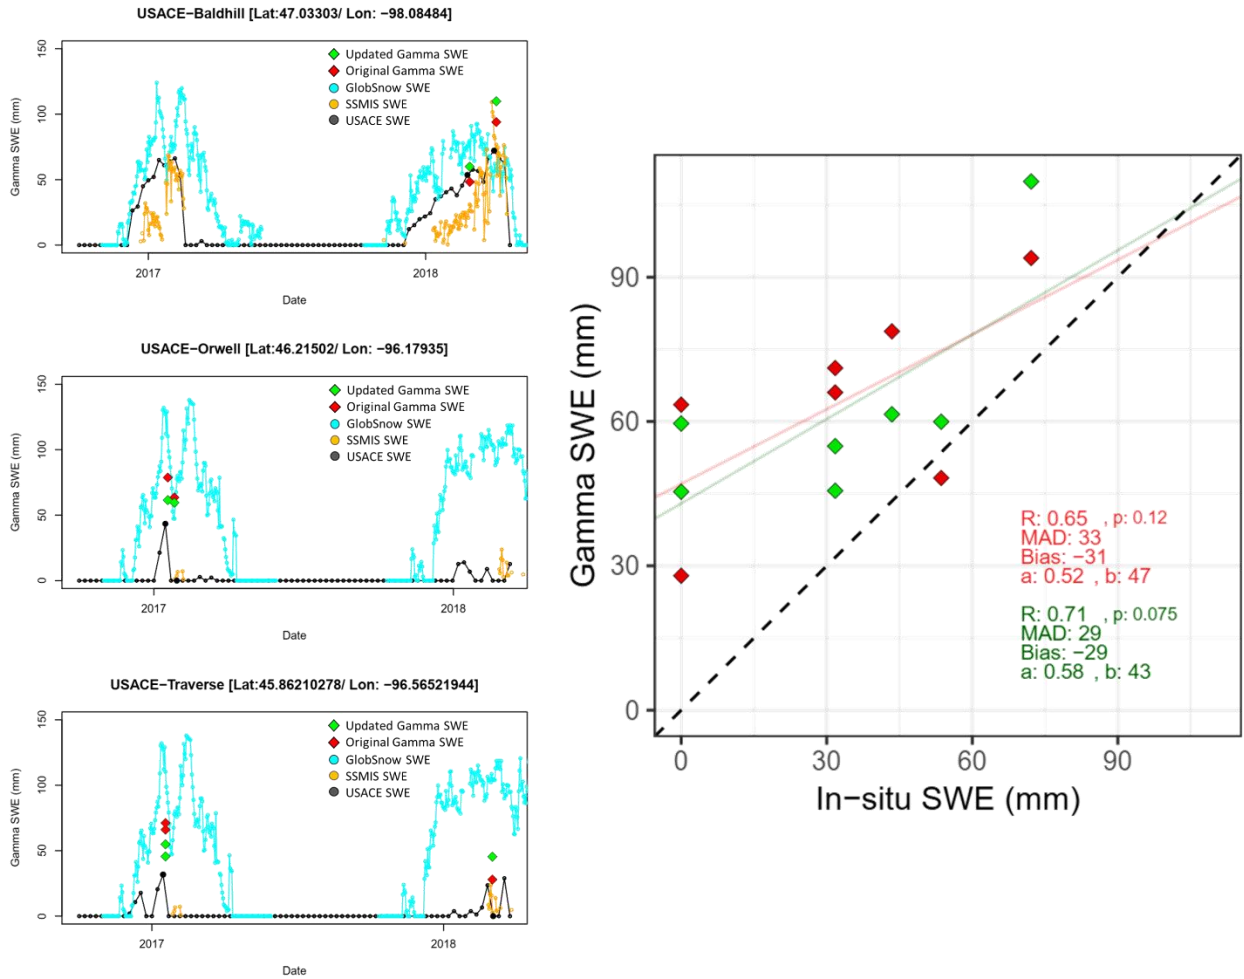 USACE−Baldhill [Lat:47.03303/ Lon: −98.08484]
150
100
50
0
Gamma SWE (mm)
Updated Gamma SWE
Original Gamma SWE
GlobSnow SWE
SSMIS SWE
USACE SWE
2017
2018
Date
USACE−Orwell [Lat:46.21502/ Lon: −96.17935]
150
100
50
0
Gamma SWE (mm)
Updated Gamma SWE
Original Gamma SWE
GlobSnow SWE
SSMIS SWE
USACE SWE
2017
2018
Date
USACE−Traverse [Lat:45.86210278/ Lon: −96.56521944]
150
100
50
0
Gamma SWE (mm)
Updated Gamma SWE
Original Gamma SWE
GlobSnow SWE
SSMIS SWE
USACE SWE
2017
2018
Date
Gamma SWE (mm)
90
60
30
0
R: 0.65 , p: 0.12
MAD: 33
Bias: −31
a: 0.52 , b: 47
R: 0.71 , p: 0.075
MAD: 29
Bias: −29
a: 0.58 , b: 43
0 30 60 90
In−situ SWE (mm)